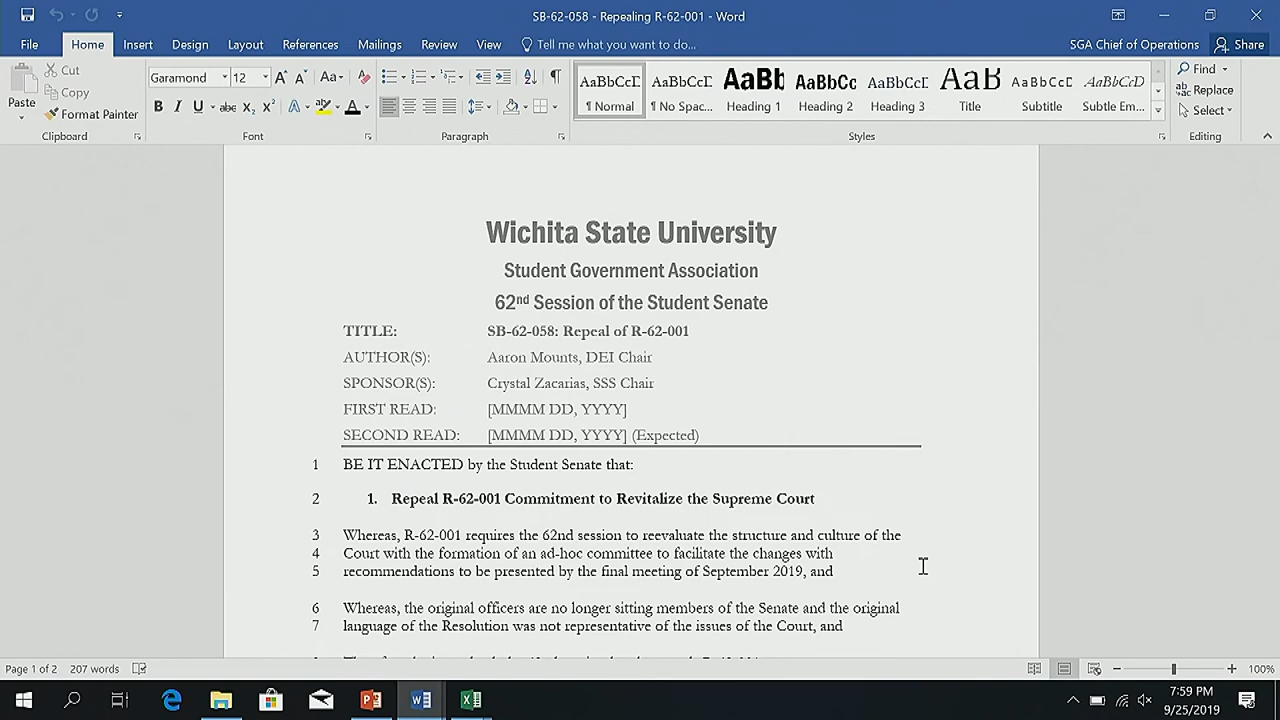 SB-62-058 - Repealing R-62-001 - Word
File Home Insert Design Layout References Mailings Review View Tell me what you want to do... SGA Chief of Operations Share
Paste Cut Copy Format Painter
Garamond 12
AaBbCcD ¶ Normal
AaBbCcD ¶ No Spac...
AaBb Heading 1
AaBbCc Heading 2
AaBbCcD Heading 3
AaB Title
AaBbCcD Subtitle
AaBbCcD Subtle Em...
Find
Replace
Select
Clipboard Font Paragraph Styles Editing
Wichita State University
Student Government Association
62nd Session of the Student Senate
TITLE: SB-62-058: Repeal of R-62-001
AUTHOR(S): Aaron Mounts, DEI Chair
SPONSOR(S): Crystal Zacarias, SSS Chair
FIRST READ: [MMMM DD, YYYY]
SECOND READ: [MMMM DD, YYYY] (Expected)
1 BE IT ENACTED by the Student Senate that:
2 1. Repeal R-62-001 Commitment to Revitalize the Supreme Court
3 Whereas, R-62-001 requires the 62nd session to reevaluate the structure and culture of the
4 Court with the formation of an ad-hoc committee to facilitate the changes with
5 recommendations to be presented by the final meeting of September 2019, and
6 Whereas, the original officers are no longer sitting members of the Senate and the original
7 language of the Resolution was not representative of the issues of the Court, and
Page 1 of 2 207 words 100%
7:59 PM
9/25/2019